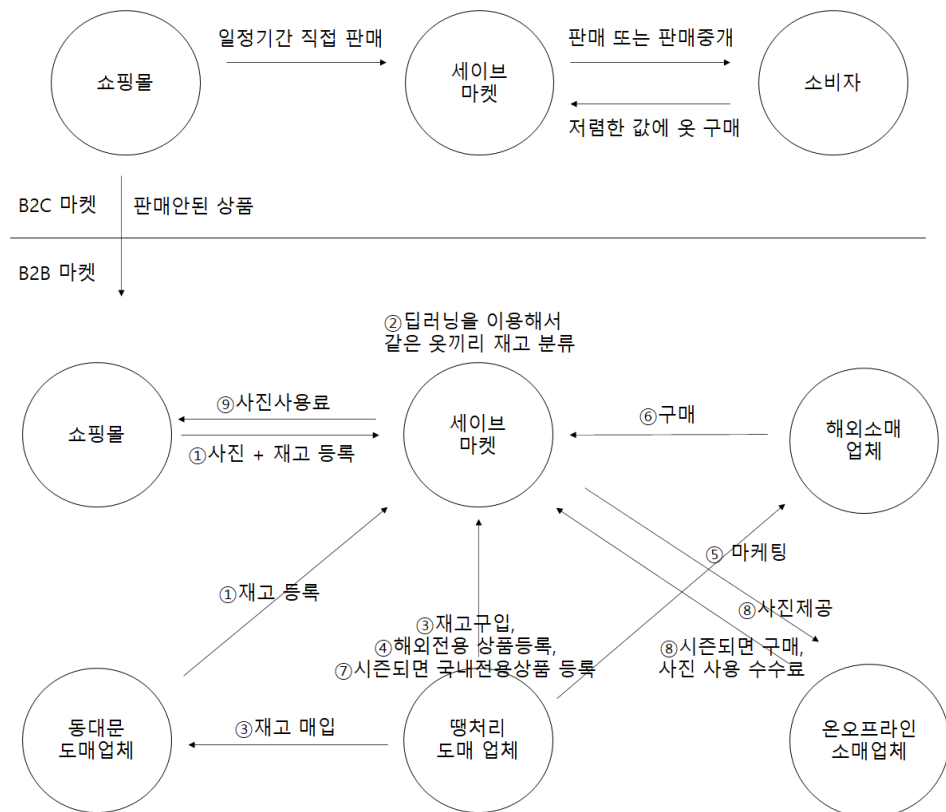 일정기간 직접 판매
판매 또는 판매중개
쇼핑몰
세이브
마켓
소비자
저렴한 값에 옷 구매
B2C 마켓
판매안된 상품
B2B 마켓
②딥러닝을 이용해서
같은 옷끼리 재고 분류
⑨사진사용료
⑥구매
쇼핑몰
세이브
마켓
해외소매
업체
①사진 + 재고 등록
⑤ 마케팅
①재고 등록
⑧사진제공
③재고구입,
④해외전용 상품등록,
⑦시즌되면 국내전용상품 등록
⑧시즌되면 구매,
사진 사용 수수료
③재고 매입
동대문
도매업체
땡처리
도매 업체
온오프라인
소매업체